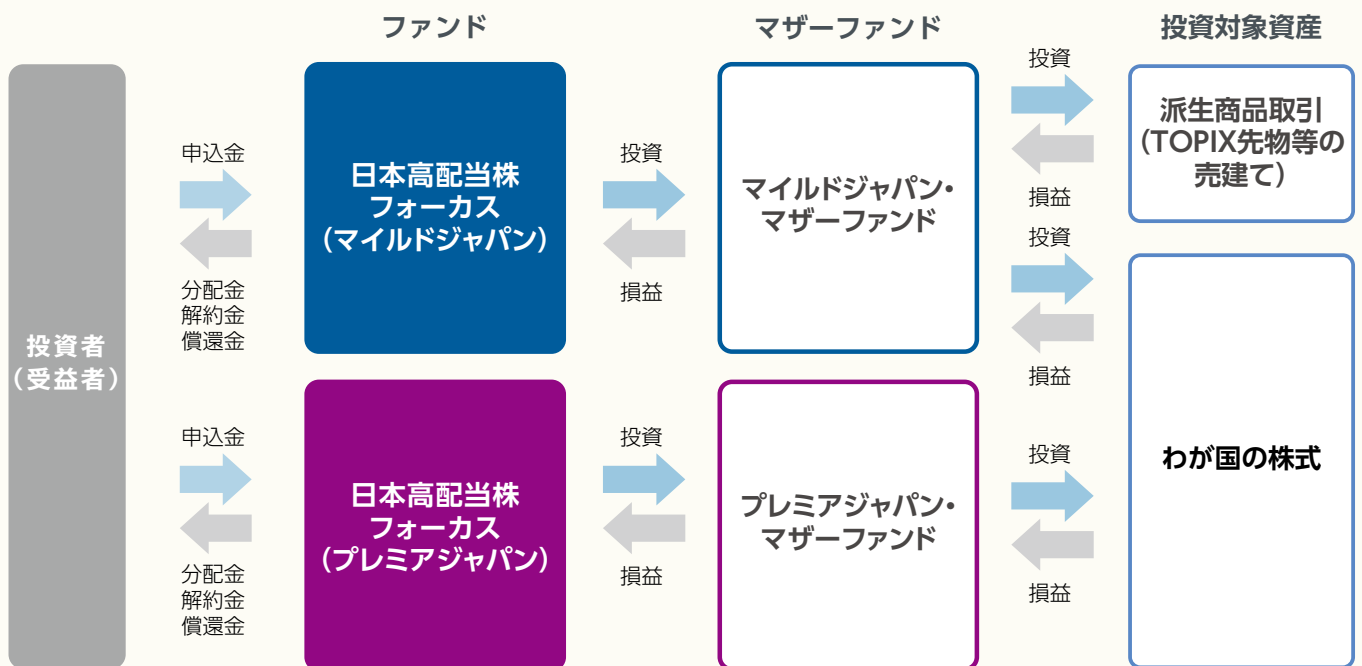 ファンド
マザーファンド
投資対象資産
投資者
（受益者）
申込金
分配金
解約金
償還金
日本高配当株
フォーカス
（マイルドジャパン）
投資
損益
マイルドジャパン・
マザーファンド
投資
損益
派生商品取引
（TOPIX先物等の
売建て）
投資
損益
申込金
分配金
解約金
償還金
日本高配当株
フォーカス
（プレミアジャパン）
投資
損益
プレミアジャパン・
マザーファンド
投資
損益
わが国の株式